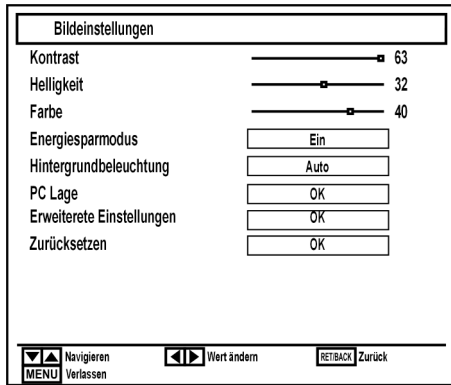 Bildeinstellungen
Kontrast 63
Helligkeit 32
Farbe 40
Energiesparmodus Ein
Hintergrundbeleuchtung Auto
PC Lage OK
Erweiterete Einstellungen OK
Zurücksetzen OK
Navigieren Wert ändern RET/BACK Zurück
MENU Verlassen